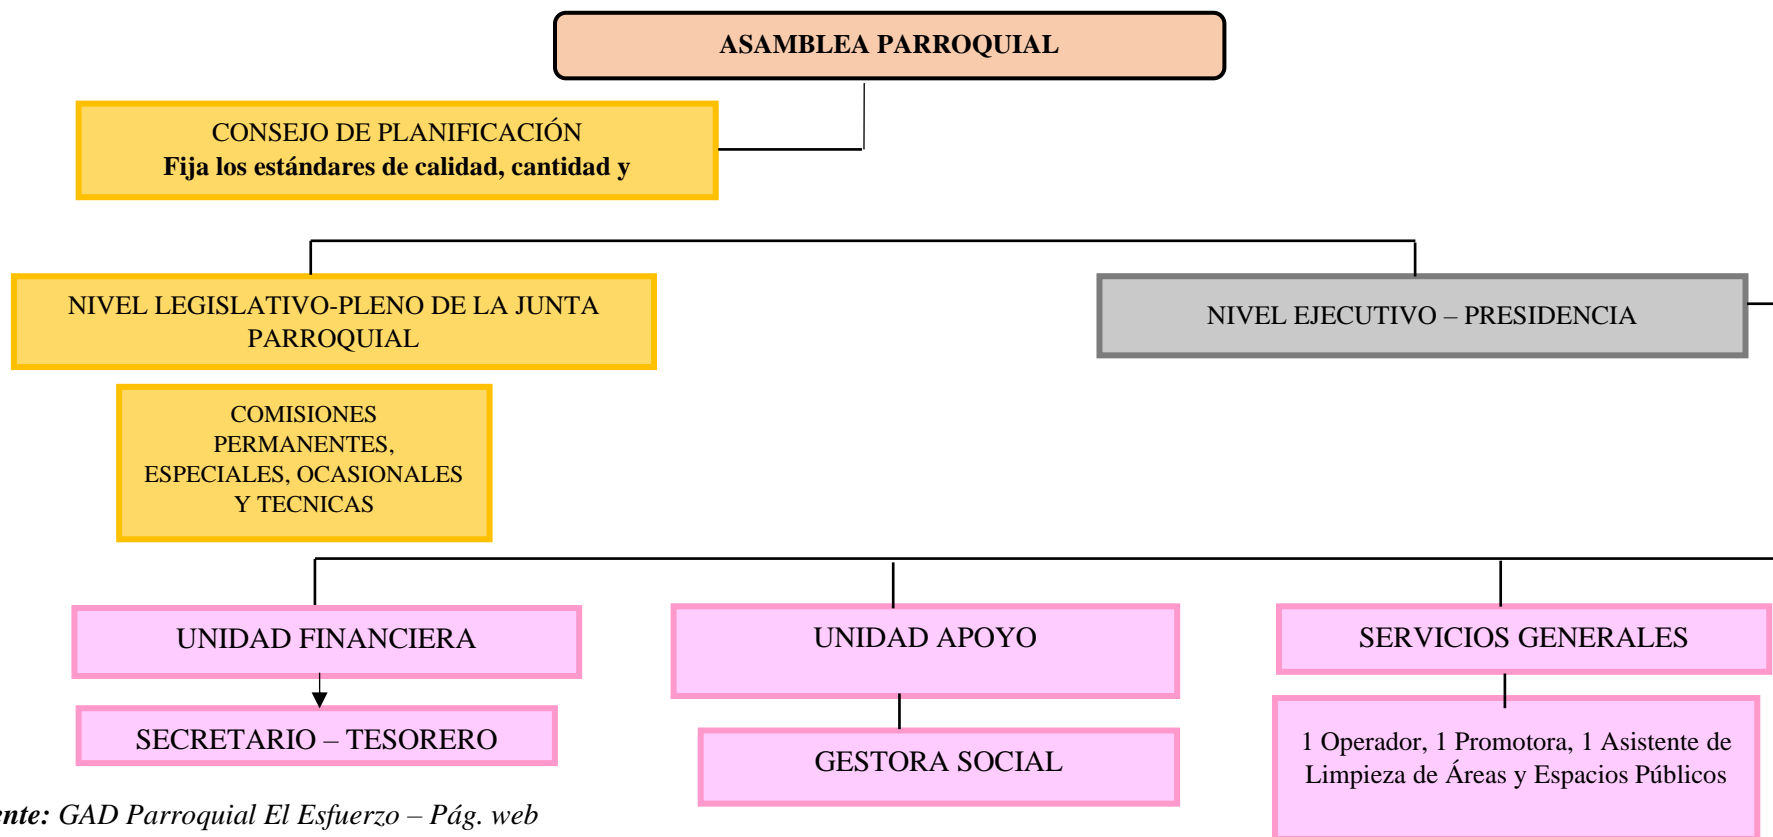 ASAMBLEA PARROQUIAL
CONSEJO DE PLANIFICACIÓN
Fija los estándares de calidad, cantidad y
NIVEL LEGISLATIVO-PLENO DE LA JUNTA
PARROQUIAL
NIVEL EJECUTIVO – PRESIDENCIA
COMISIONES
PERMANENTES,
ESPECIALES, OCASIONALES
Y TECNICAS
UNIDAD FINANCIERA
UNIDAD APOYO
SERVICIOS GENERALES
SECRETARIO – TESORERO
GESTORA SOCIAL
1 Operador, 1 Promotora, 1 Asistente de
Limpieza de Áreas y Espacios Públicos
ente: GAD Parroquial El Esfuerzo – Pág. web